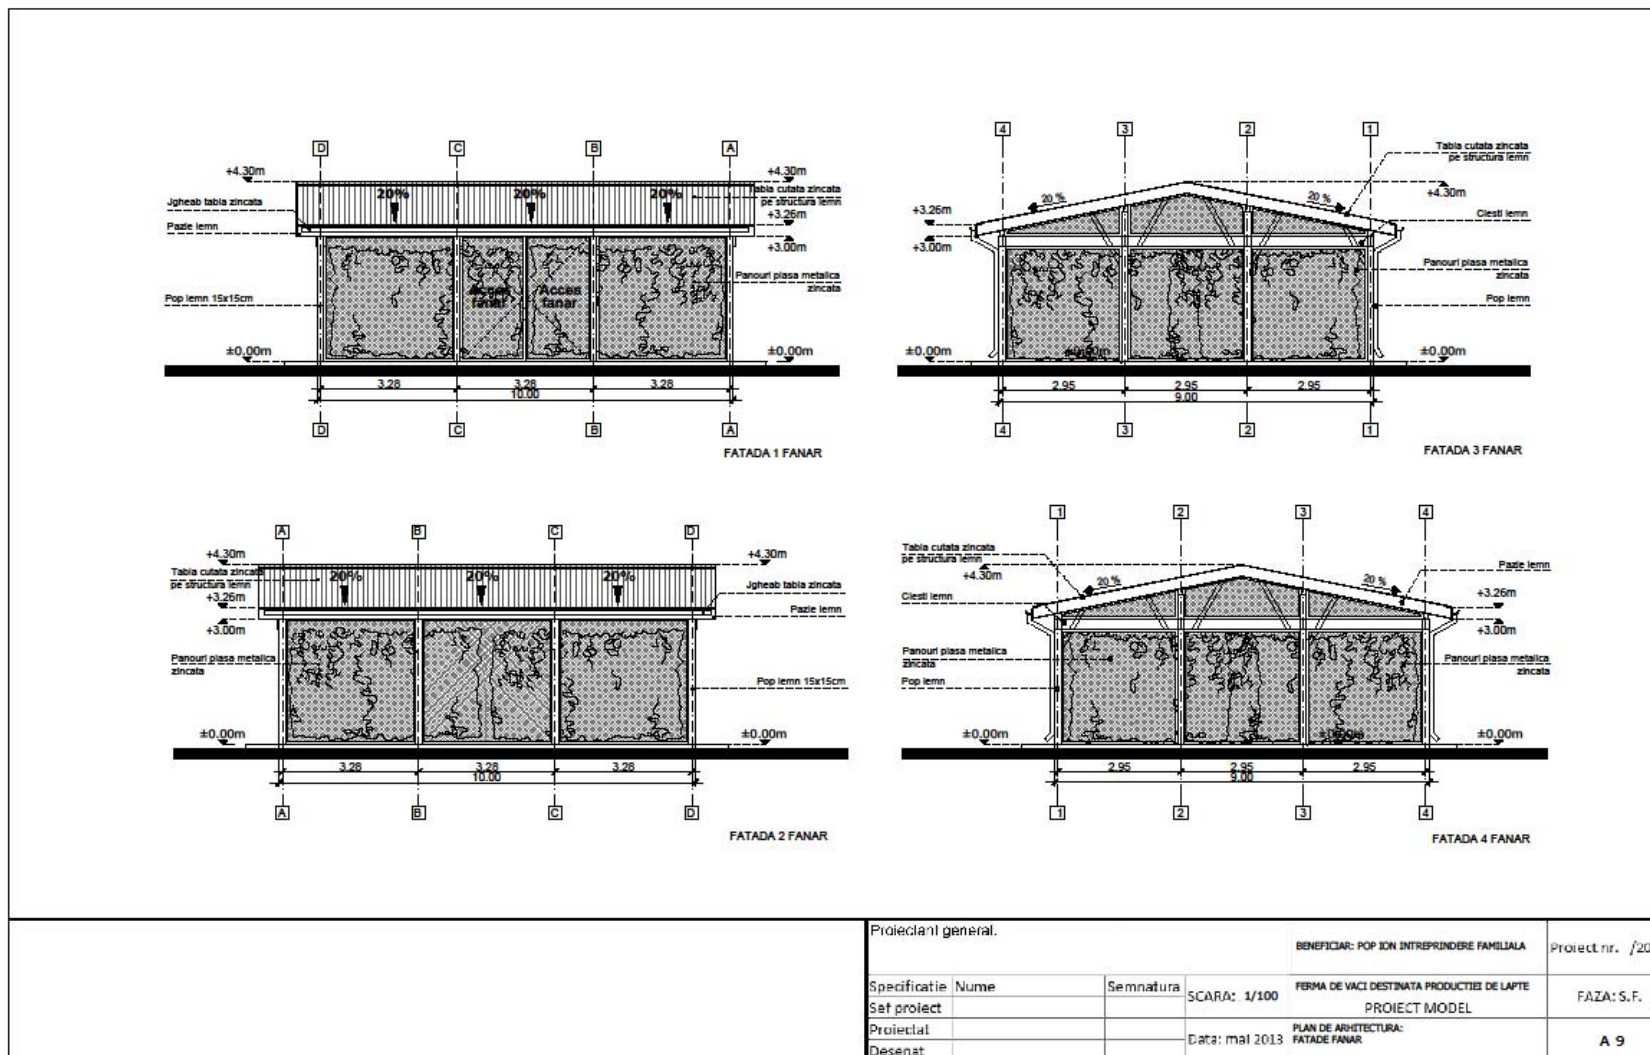 D
C
B
A
+4.30m
+4.30m
20%
20%
20%
Tabla cutata zincata
pe structura lemn
Jgheab tabla zincata
+3.26m
Pazie lemn
+3.00m
Panouri plasa metalica
zincata
Acces
fanar
Acces
fanar
Pop lemn 15x15cm
±0.00m
±0.00m
3.28
3.28
3.28
10.00
D
C
B
A
FATADA 1 FANAR
4
3
2
1
Tabla cutata zincata
pe structura lemn
+4.30m
20 %
20 %
+3.26m
Clesti lemn
+3.00m
Panouri plasa metalica
zincata
Pop lemn
±0.00m
±0.00m
±0.00m
2.95
2.95
2.95
9.00
4
3
2
1
FATADA 3 FANAR
A
B
C
D
+4.30m
+4.30m
Tabla cutata zincata
pe structura lemn
20%
20%
20%
Jgheab tabla zincata
+3.26m
Pazie lemn
+3.00m
Panouri plasa metalica
zincata
Pop lemn 15x15cm
±0.00m
±0.00m
3.28
3.28
3.28
10.00
A
B
C
D
FATADA 2 FANAR
1
2
3
4
Tabla cutata zincata
pe structura lemn
+4.30m
Pazie lemn
20 %
20 %
Clesti lemn
+3.26m
+3.00m
Panouri plasa metalica
zincata
Panouri plasa metalica
zincata
Pop lemn
±0.00m
±0.00m
±0.00m
2.95
2.95
2.95
9.00
1
2
3
4
FATADA 4 FANAR
Proiectant general.
BENEFICIAR: POP ION INTREPRINDERE FAMILIALA
Proiect nr. /20
Specificatie Nume Semnatura
SCARA: 1/100
FERMA DE VACI DESTINATA PRODUCTIEI DE LAPTE
PROIECT MODEL
FAZA: S.F.
Sef proiect
Proiectat
Data: mai 2013
PLAN DE ARHITECTURA:
FATADE FANAR
A 9
Desenat